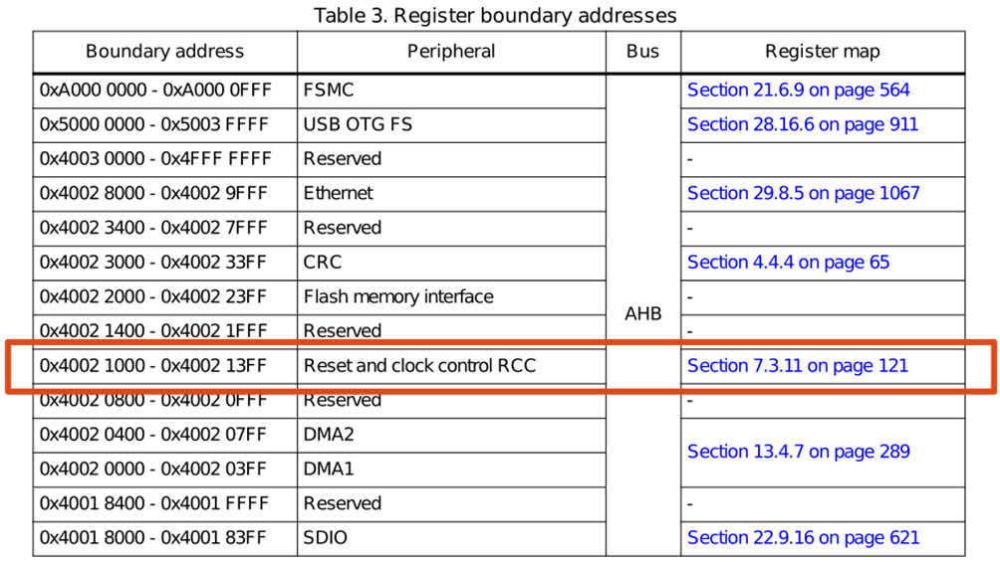 Table 3. Register boundary addresses
Boundary address Peripheral Bus Register map
0xA000 0000 - 0xA000 0FFF FSMC Section 21.6.9 on page 564
0x5000 0000 - 0x5003 FFFF USB OTG FS Section 28.16.6 on page 911
0x4003 0000 - 0x4FFF FFFF Reserved -
0x4002 8000 - 0x4002 9FFF Ethernet Section 29.8.5 on page 1067
0x4002 3400 - 0x4002 7FFF Reserved -
0x4002 3000 - 0x4002 33FF CRC Section 4.4.4 on page 65
0x4002 2000 - 0x4002 23FF Flash memory interface -
AHB
0x4002 1400 - 0x4002 1FFF Reserved -
0x4002 1000 - 0x4002 13FF Reset and clock control RCC Section 7.3.11 on page 121
0x4002 0800 - 0x4002 0FFF Reserved -
0x4002 0400 - 0x4002 07FF DMA2
Section 13.4.7 on page 289
0x4002 0000 - 0x4002 03FF DMA1
0x4001 8400 - 0x4001 FFFF Reserved -
0x4001 8000 - 0x4001 83FF SDIO Section 22.9.16 on page 621